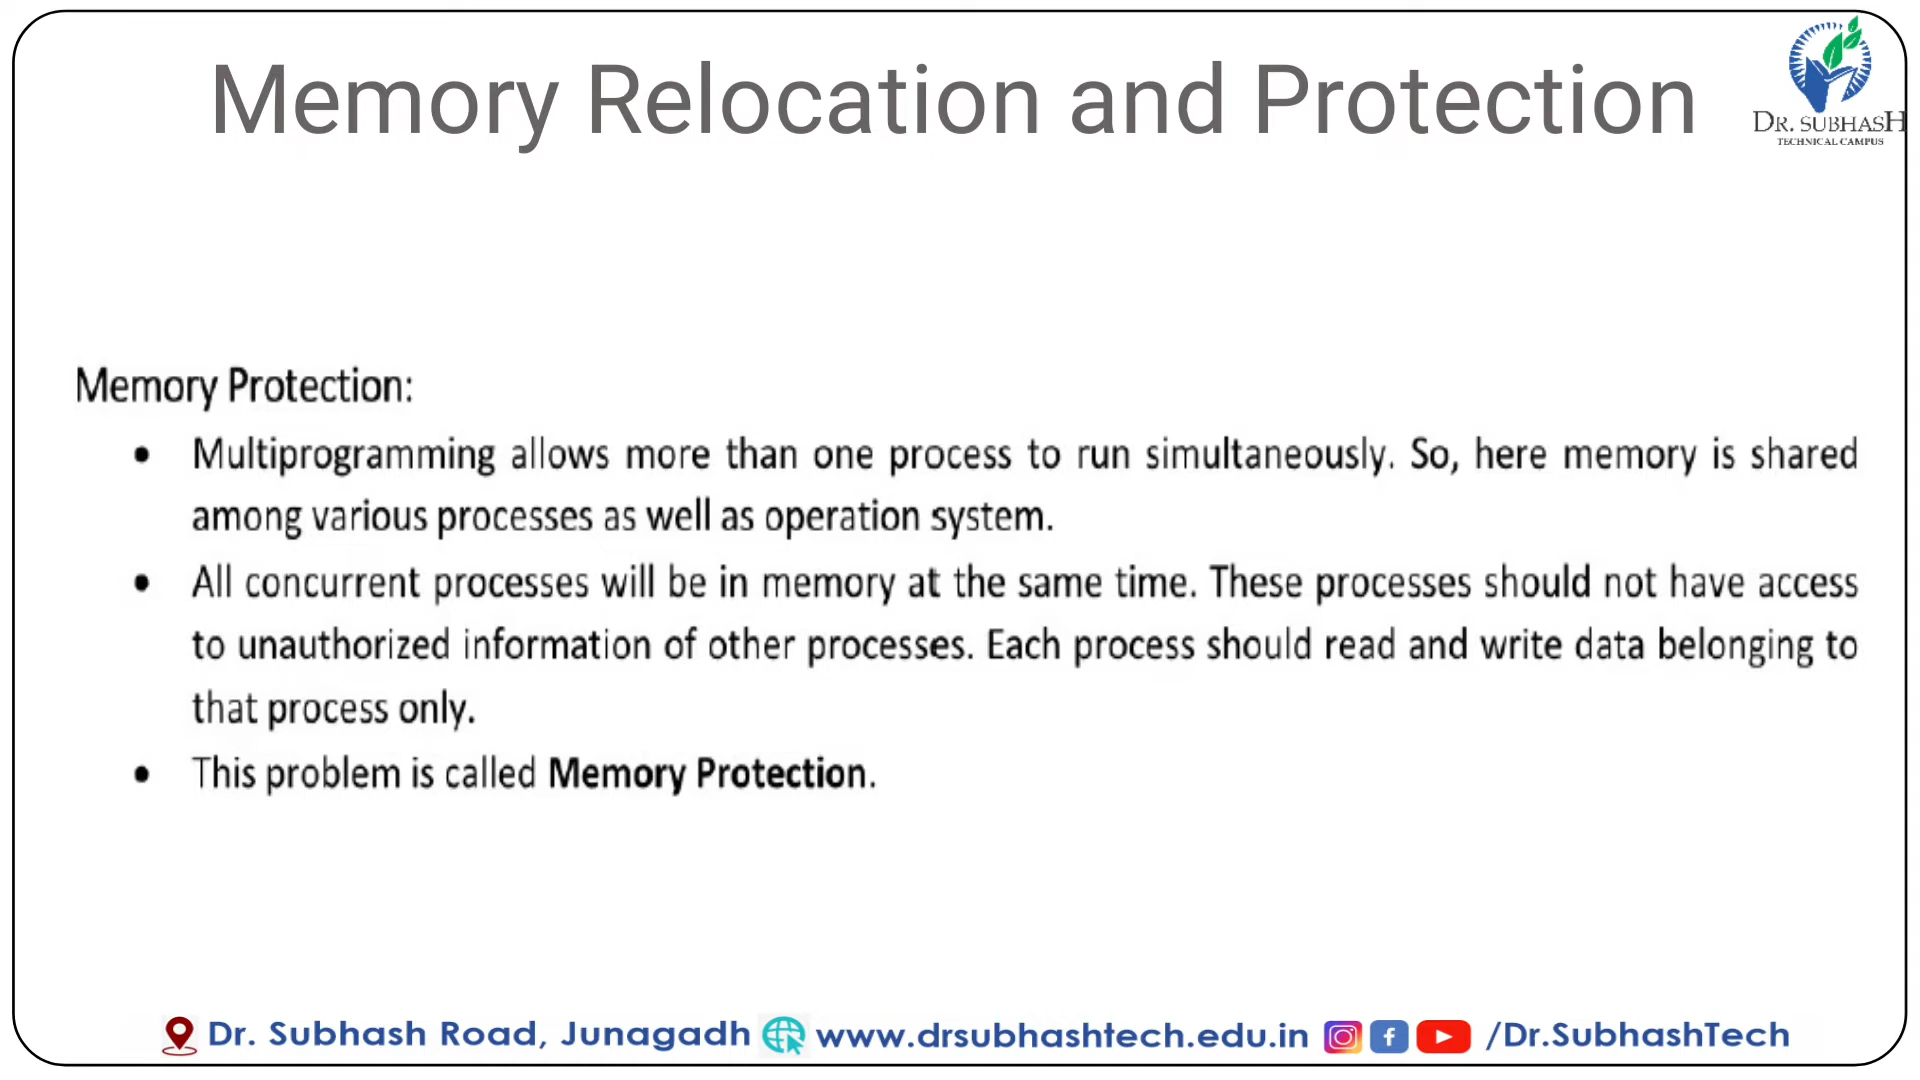 Memory Relocation and Protection
DR. SUBHASH
TECHNICAL CAMPUS
Memory Protection:
• Multiprogramming allows more than one process to run simultaneously. So, here memory is shared
among various processes as well as operation system.
• All concurrent processes will be in memory at the same time. These processes should not have access
to unauthorized information of other processes. Each process should read and write data belonging to
that process only.
• This problem is called Memory Protection.
Dr. Subhash Road, Junagadh www.drsubhashtech.edu.in /Dr.SubhashTech